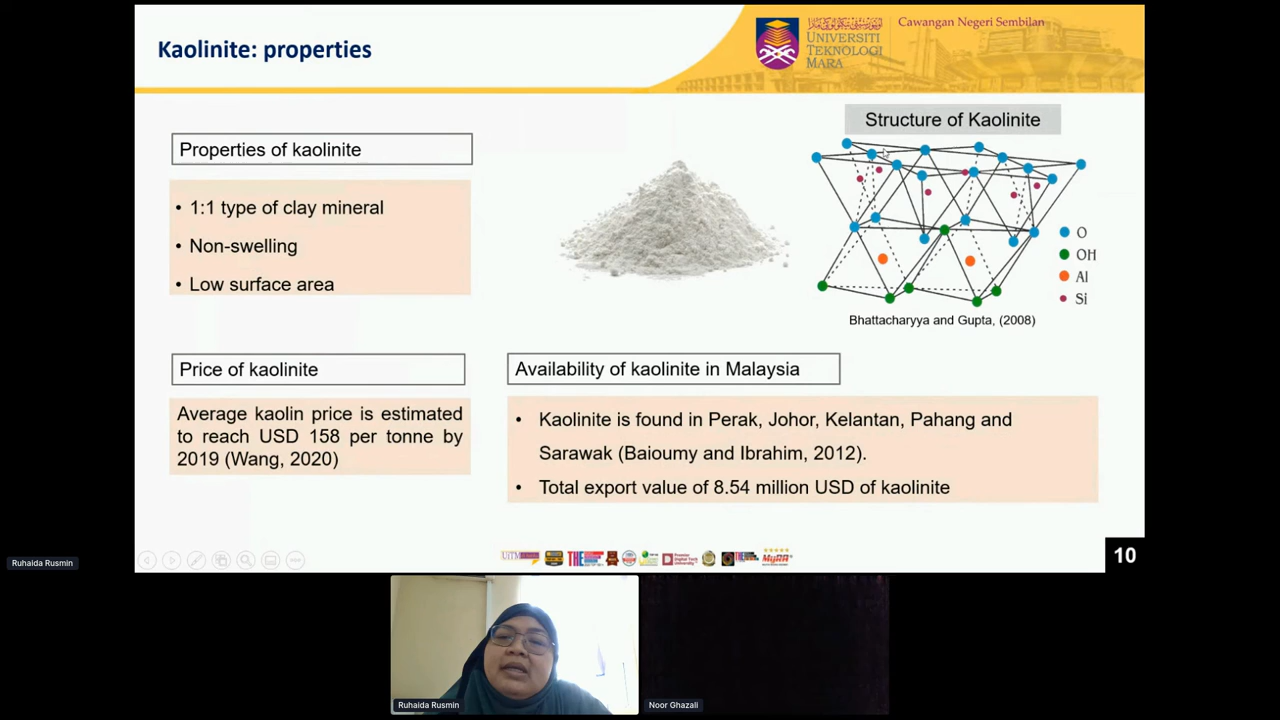 Kaolinite: properties
UNIVERSITI
TEKNOLOGI
MARA
Cawangan Negeri Sembilan
Properties of kaolinite
• 1:1 type of clay mineral
• Non-swelling
• Low surface area
Structure of Kaolinite
O
OH
Al
Si
Bhattacharyya and Gupta, (2008)
Price of kaolinite
Average kaolin price is estimated
to reach USD 158 per tonne by
2019 (Wang, 2020)
Availability of kaolinite in Malaysia
• Kaolinite is found in Perak, Johor, Kelantan, Pahang and
Sarawak (Baioumy and Ibrahim, 2012).
• Total export value of 8.54 million USD of kaolinite
10
Ruhaida Rusmin
Ruhaida Rusmin
Noor Ghazali